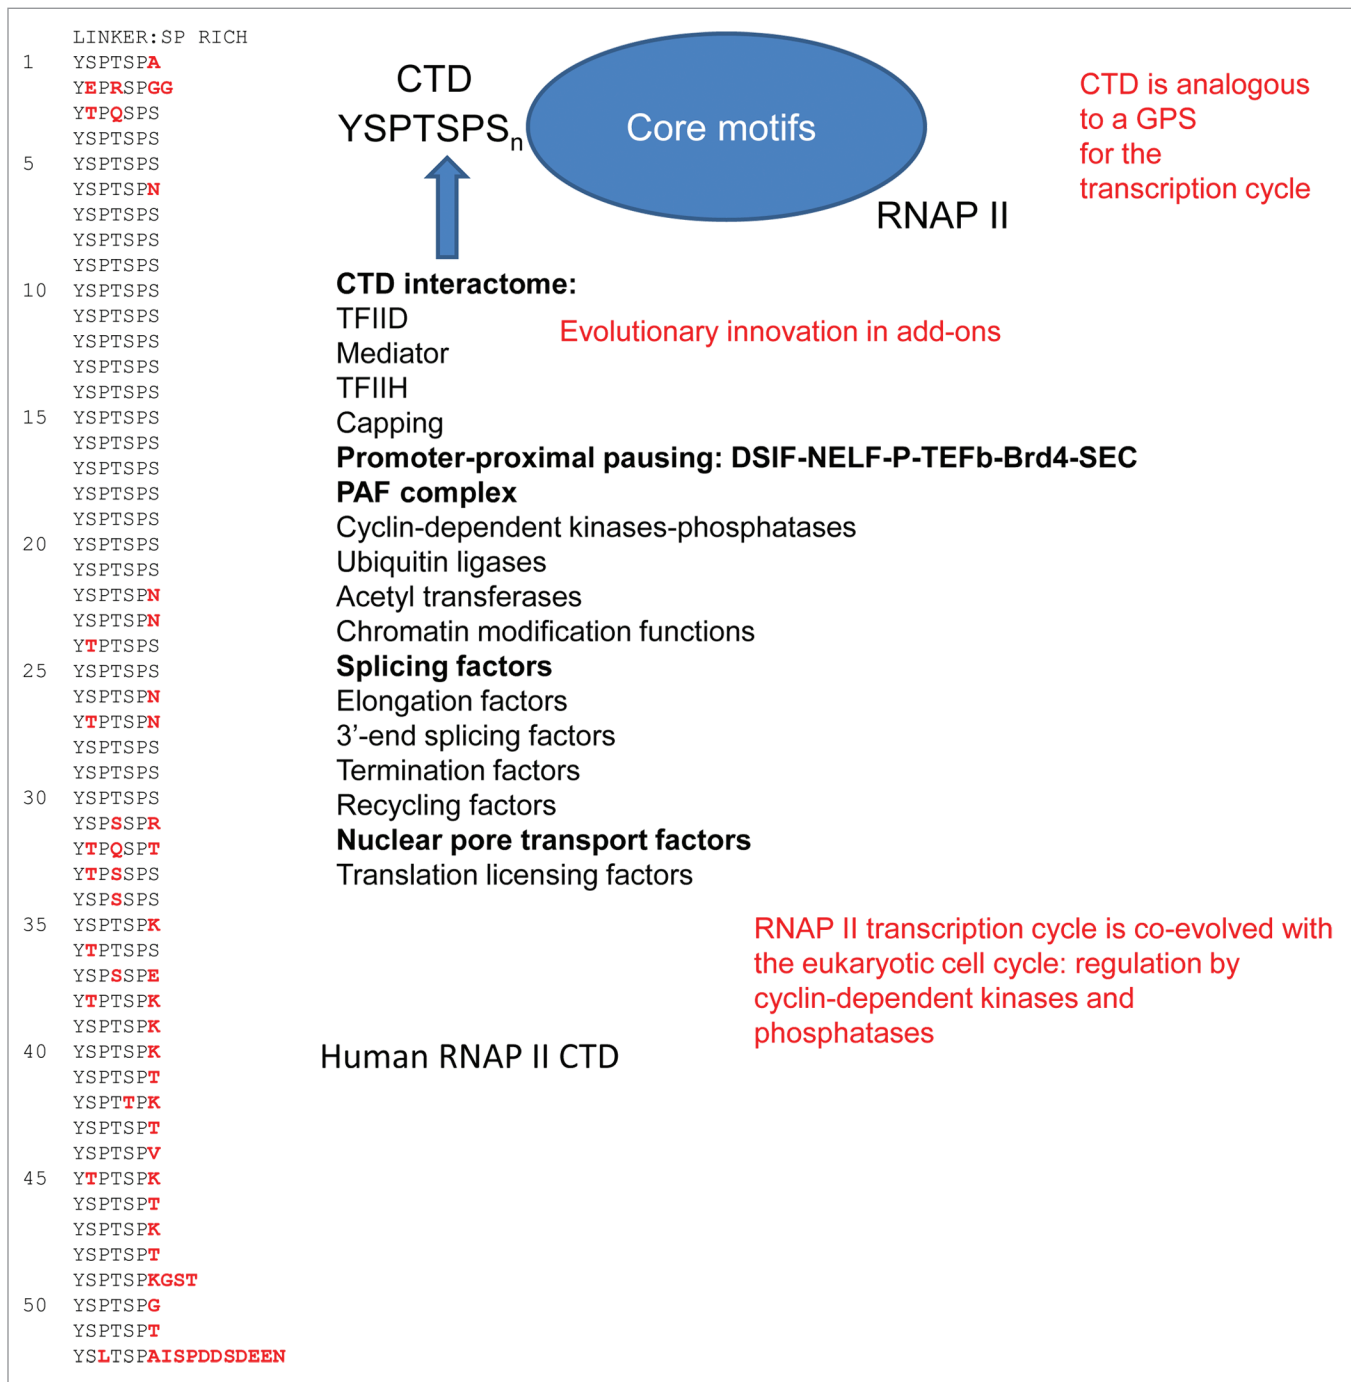 LINKER:SP RICH
1 YSPTSPA
YEPRSPGG
YTPQSPS
YSPTSPS
5 YSPTSPS
YSPTSPN
YSPTSPS
YSPTSPS
YSPTSPS
10 YSPTSPS
YSPTSPS
YSPTSPS
YSPTSPS
YSPTSPS
15 YSPTSPS
YSPTSPS
YSPTSPS
YSPTSPS
YSPTSPS
20 YSPTSPS
YSPTSPS
YSPTSPN
YSPTSPN
YTPTSPS
25 YSPTSPS
YSPTSPN
YTPTSPN
YSPTSPS
YSPTSPS
30 YSPTSPS
YSPSSPR
YTPQSPT
YTPSSPS
YSPSSPS
35 YSPTSPK
YTPTSPS
YSPSSPE
YTPTSPK
YSPTSPK
40 YSPTSPK
YSPTSPT
YSPTTPK
YSPTSPT
YSPTSPV
45 YTPTSPK
YSPTSPT
YSPTSPK
YSPTSPT
YSPTSPKGST
50 YSPTSPG
YSPTSPT
YSLTSPAISPDDSDEEN
CTD
YSPTSPSn
Core motifs
RNAP II
CTD is analogous
to a GPS
for the
transcription cycle
CTD interactome:
TFIID
Mediator
TFIIH
Capping
Promoter-proximal pausing: DSIF-NELF-P-TEFb-Brd4-SEC
PAF complex
Cyclin-dependent kinases-phosphatases
Ubiquitin ligases
Acetyl transferases
Chromatin modification functions
Splicing factors
Elongation factors
3’-end splicing factors
Termination factors
Recycling factors
Nuclear pore transport factors
Translation licensing factors
Evolutionary innovation in add-ons
RNAP II transcription cycle is co-evolved with
the eukaryotic cell cycle: regulation by
cyclin-dependent kinases and
phosphatases
Human RNAP II CTD